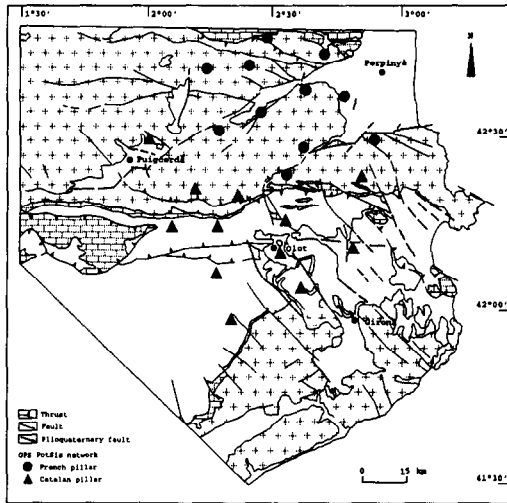 1°30' 2°00' 2°30' 3°00'
N
Perpinyà
42°30'
Puigcerdà
Olot
42°00'
Girona
Thrust
Fault
Plioquaternary fault
GPS PotSis network
French pillar
Catalan pillar
0 15 km
41°30'